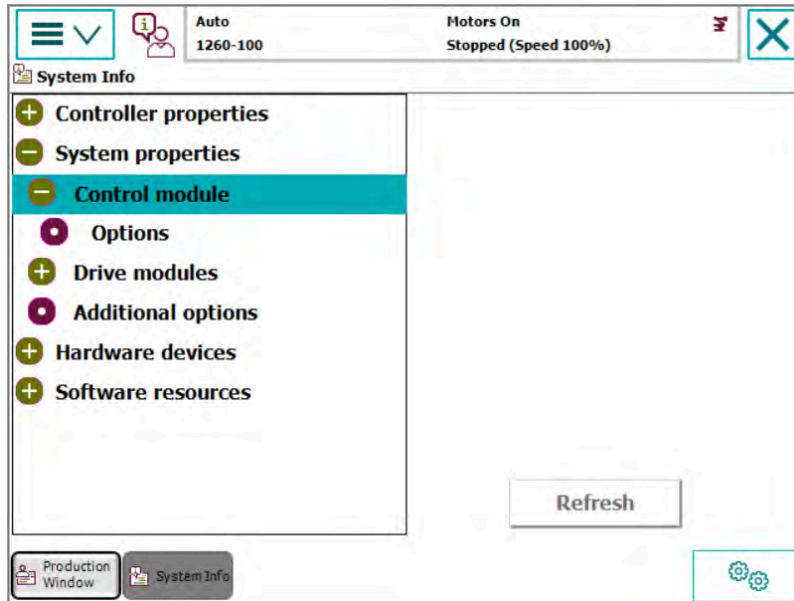 Auto
Motors On
1260-100
Stopped (Speed 100%)
System Info
Controller properties
System properties
Control module
Options
Drive modules
Additional options
Hardware devices
Software resources
Refresh
Production
Window
System Info